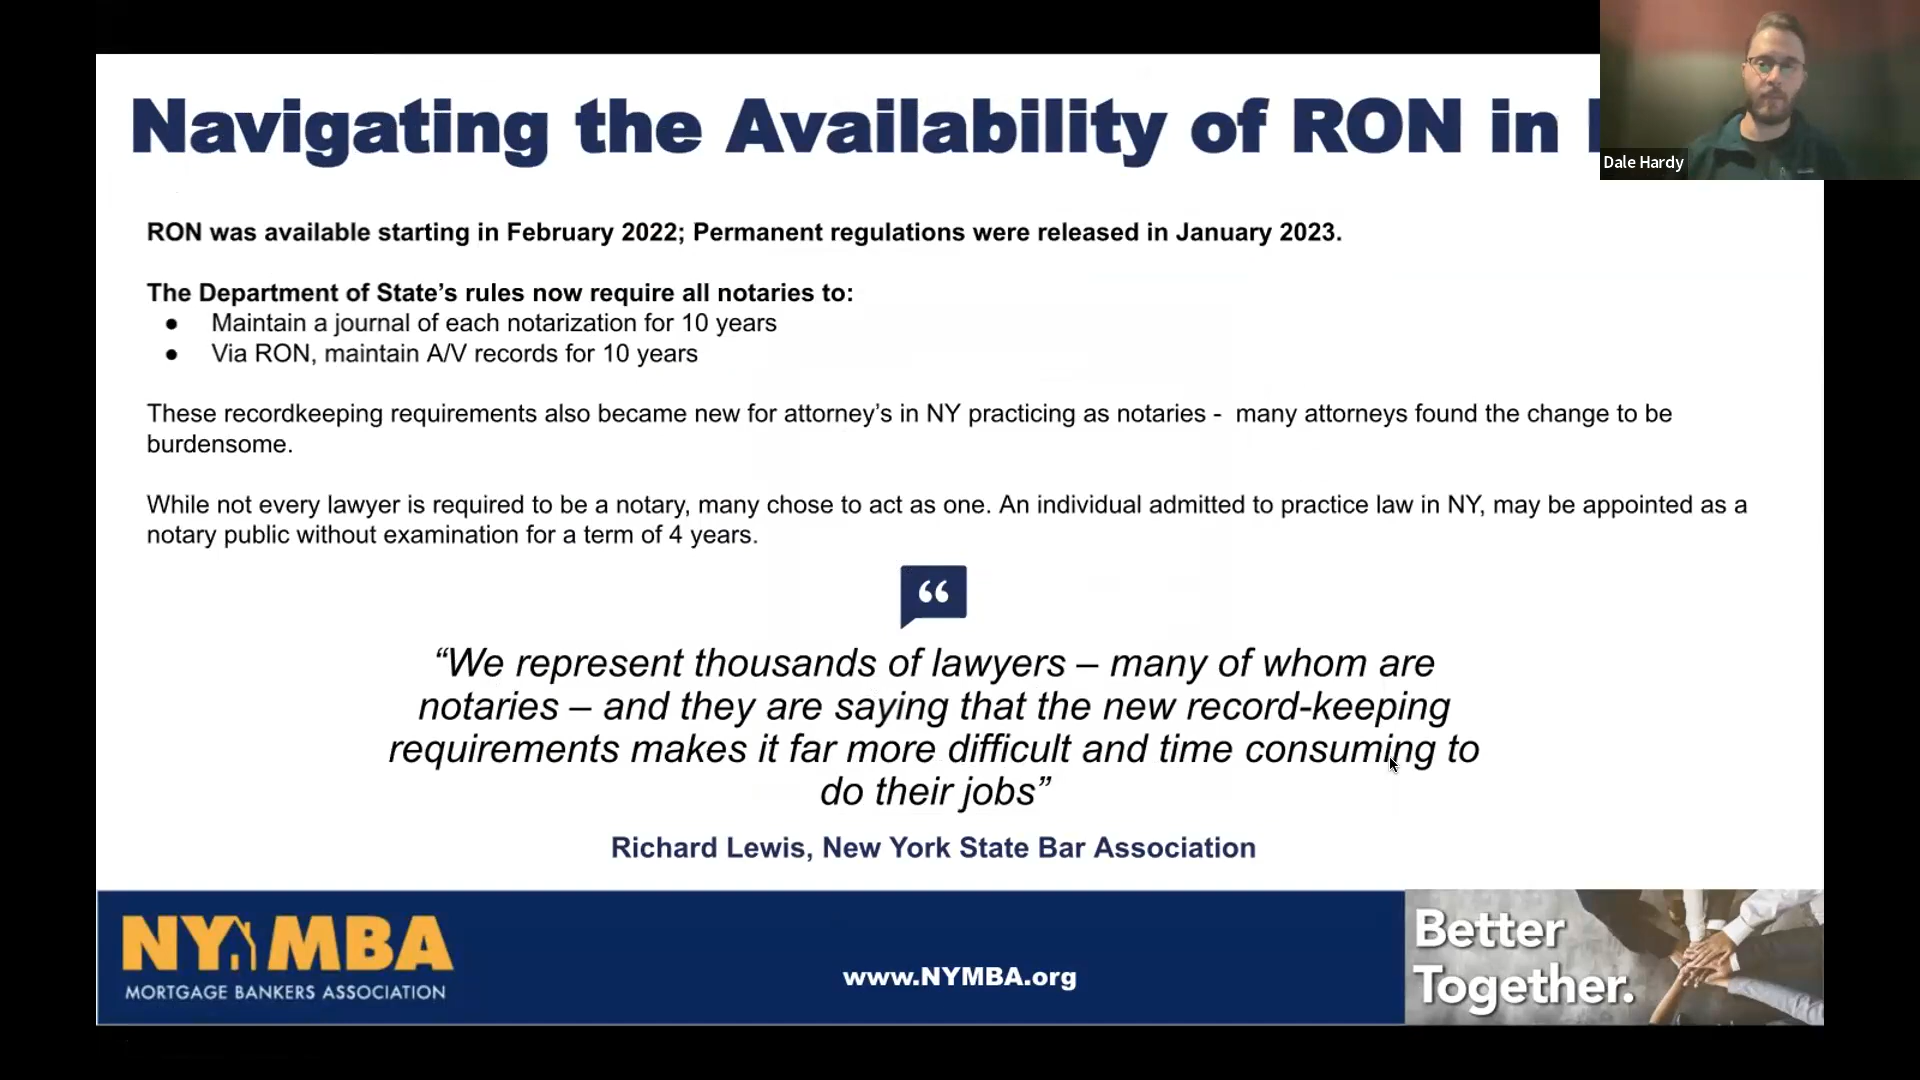 Navigating the Availability of RON in
Dale Hardy
RON was available starting in February 2022; Permanent regulations were released in January 2023.
The Department of State’s rules now require all notaries to:
● Maintain a journal of each notarization for 10 years
● Via RON, maintain A/V records for 10 years
These recordkeeping requirements also became new for attorney’s in NY practicing as notaries - many attorneys found the change to be
burdensome.
While not every lawyer is required to be a notary, many chose to act as one. An individual admitted to practice law in NY, may be appointed as a
notary public without examination for a term of 4 years.
“
“We represent thousands of lawyers – many of whom are
notaries – and they are saying that the new record-keeping
requirements makes it far more difficult and time consuming to
do their jobs”
Richard Lewis, New York State Bar Association
NY MBA
MORTGAGE BANKERS ASSOCIATION
www.NYMBA.org
Better
Together.